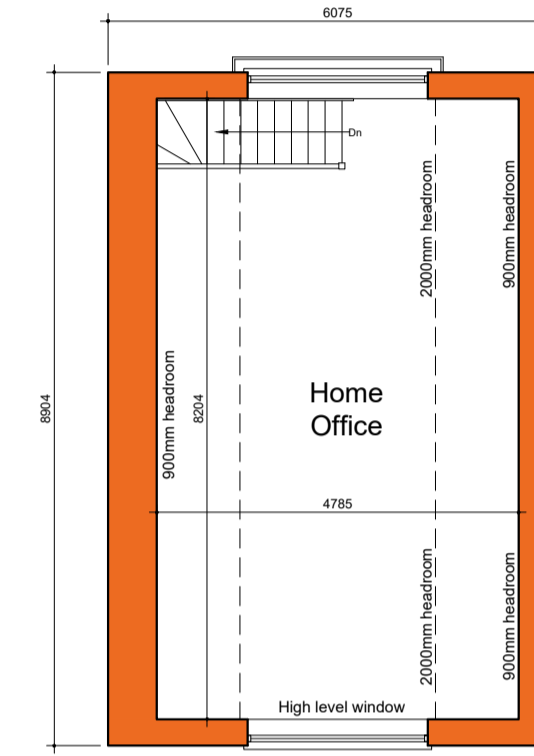 6075
Dn
2000mm headroom
900mm headroom
8904
900mm headroom
8204
Home
Office
4785
2000mm headroom
900mm headroom
High level window